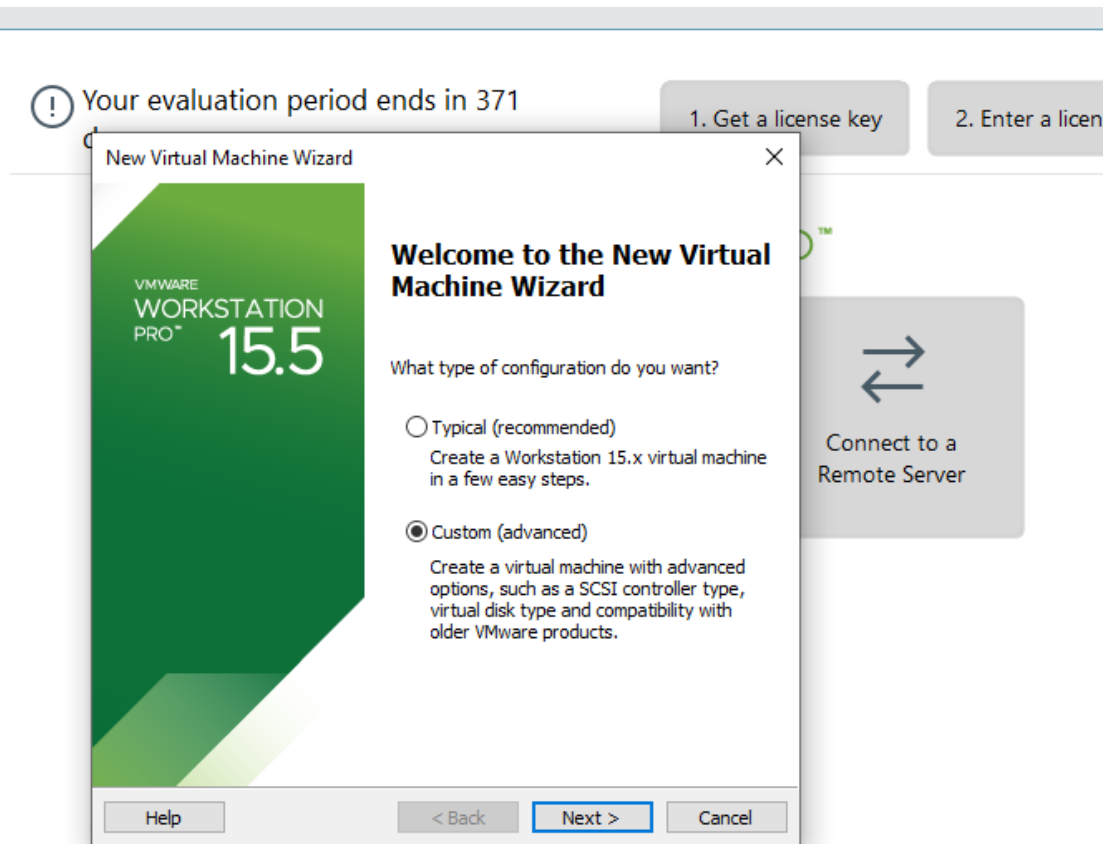 Your evaluation period ends in 371
1. Get a license key
2. Enter a licen
New Virtual Machine Wizard
VMWARE
WORKSTATION
PRO™ 15.5
Welcome to the New Virtual
Machine Wizard
What type of configuration do you want?
Typical (recommended)
Create a Workstation 15.x virtual machine
in a few easy steps.
Custom (advanced)
Create a virtual machine with advanced
options, such as a SCSI controller type,
virtual disk type and compatibility with
older VMware products.
™
Connect to a
Remote Server
Help
< Back
Next >
Cancel